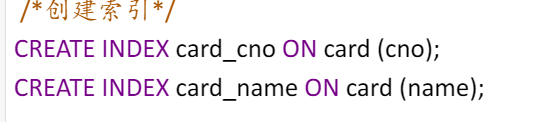 /*创建索引*/
CREATE INDEX card_cno ON card (cno);
CREATE INDEX card_name ON card (name);